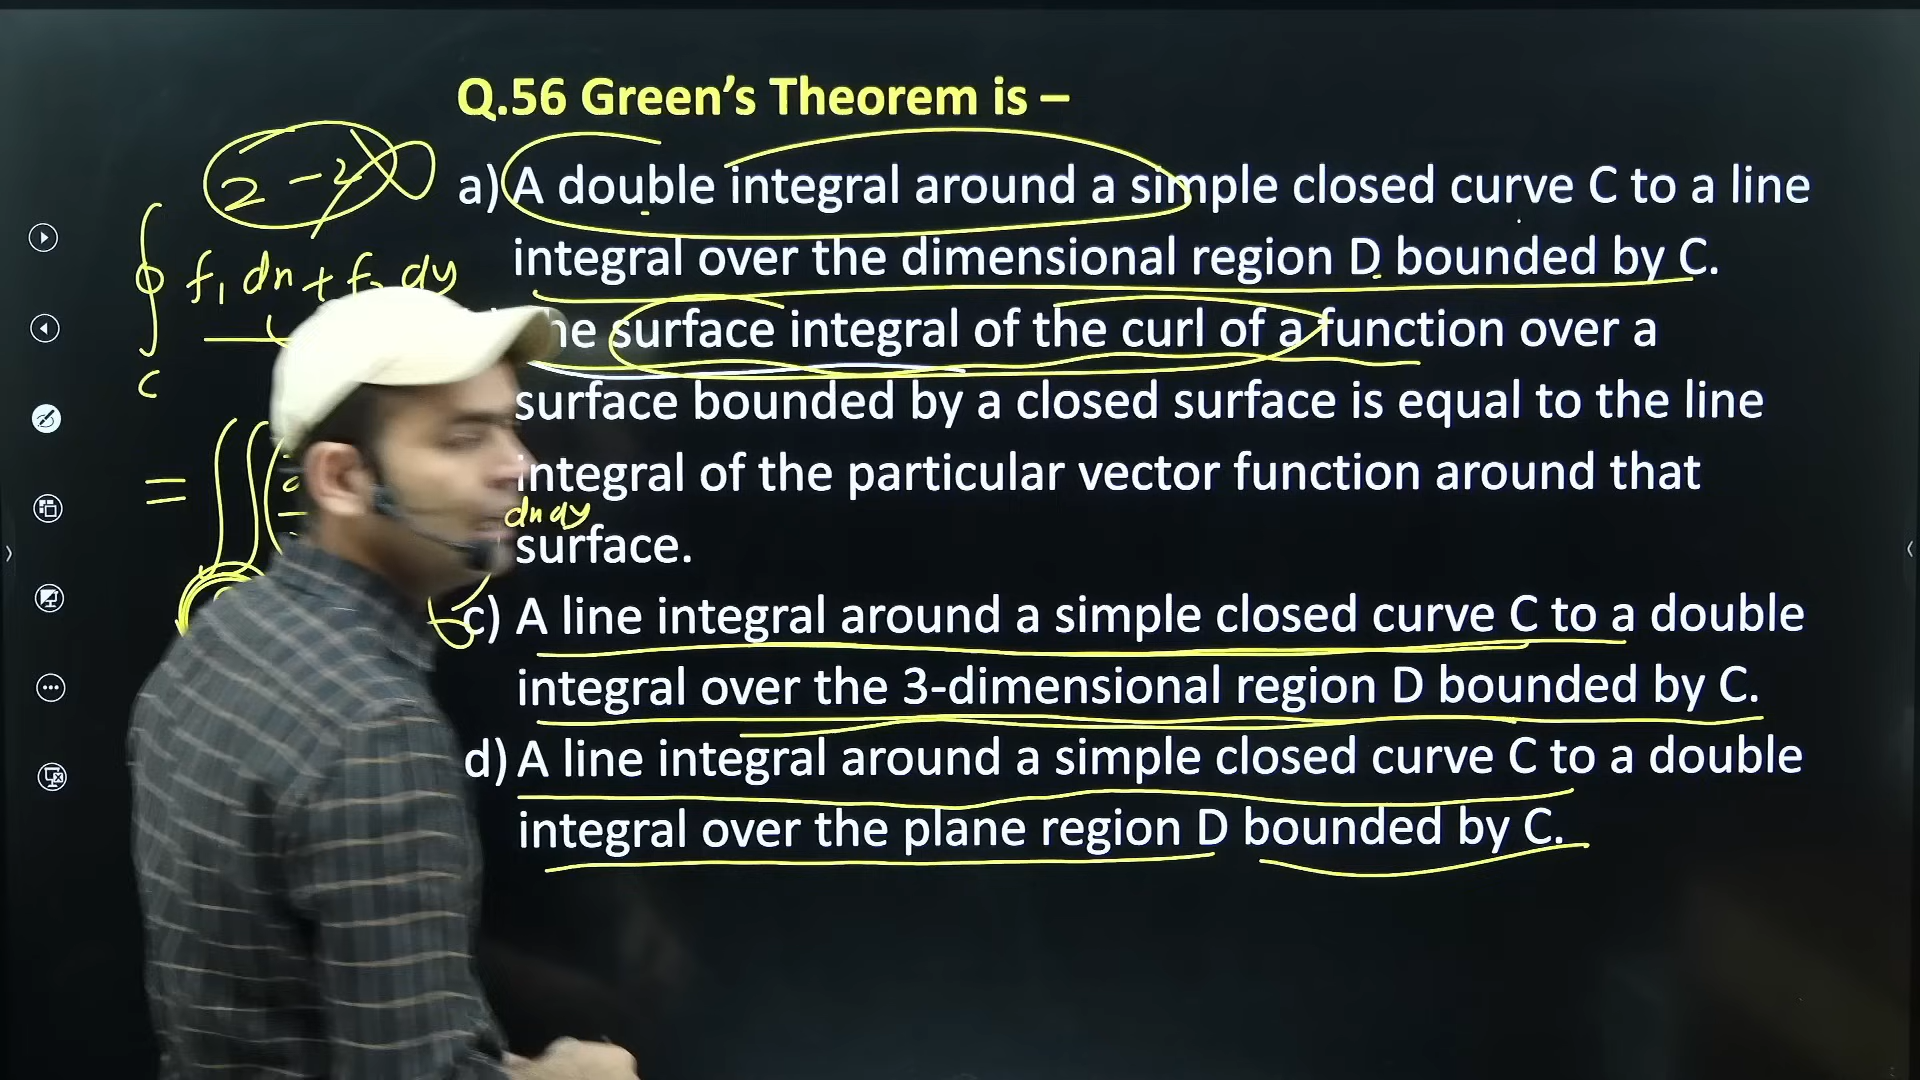 Q.56 Green's Theorem is –
a) A double integral around a simple closed curve C to a line
integral over the dimensional region D bounded by C.
surface integral of the curl of a function over a
surface bounded by a closed surface is equal to the line
integral of the particular vector function around that
surface.
c) A line integral around a simple closed curve C to a double
integral over the 3-dimensional region D bounded by C.
d) A line integral around a simple closed curve C to a double
integral over the plane region D bounded by C.
2 –
∮ f₁ dx + f₂ dy
C
= ∬ (
dx dy